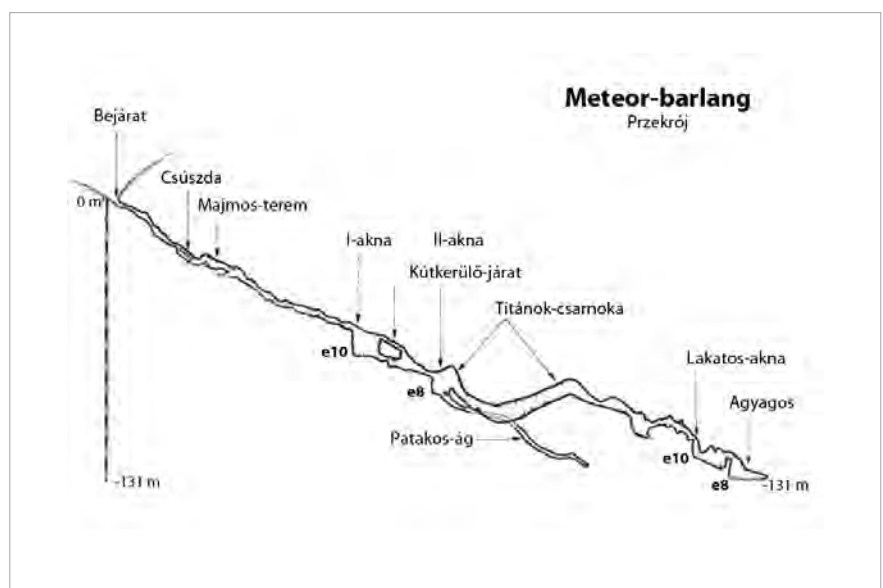 Meteor-barlang
Przekrój
Bejárat
Csúszda
0 m
Majmos-terem
I-akna
II-akna
Kútkerülő-járat
Titánok-csarnoka
e10
Lakatos-akna
e8
Agyagos
Patakos-ág
e10
-131 m
e8
-131 m